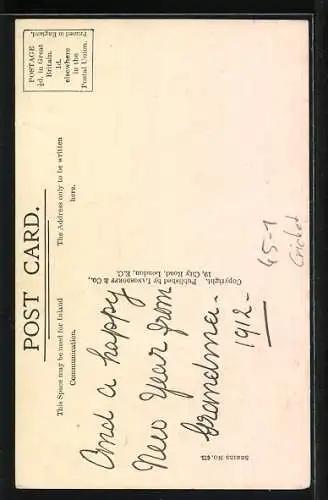 POST CARD.
POSTAGE
½d. in Great
Britain.
1d.
elsewhere
in the
Postal Union.
Printed in England.
This Space may be used for Inland
Communication.
The Address only to be written
here.
And a happy
New Year from
Grandma.
1912-
Copyright. Published by & Co.,
19, City Road, London, E.C.
SERIES No.
45-1
Cricket